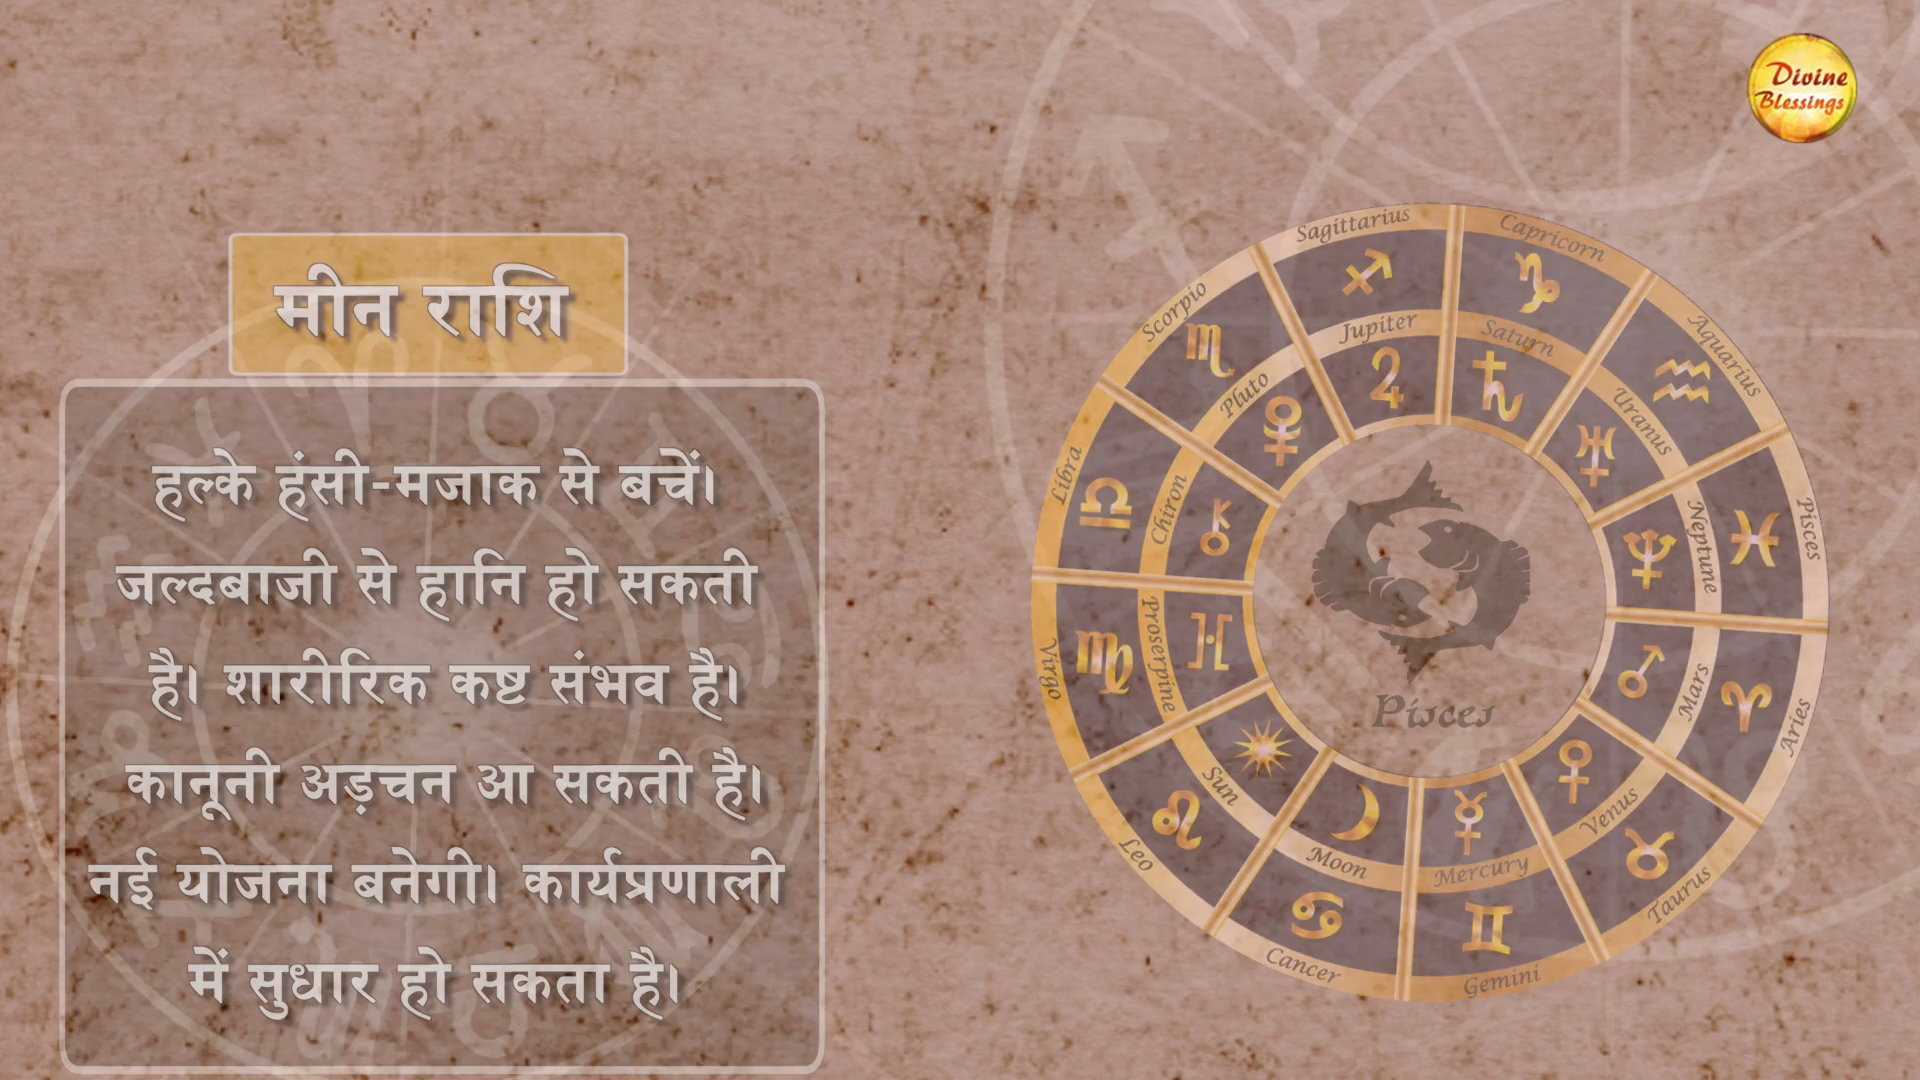 Divine
Blessings
मीन राशि
हल्के हंसी-मजाक से बचें।
जल्दबाजी से हानि हो सकती
है। शारीरिक कष्ट संभव है।
कानूनी अड़चन आ सकती है।
नई योजना बनेगी। कार्यप्रणाली
में सुधार हो सकता है।
Sagittarius
Capricorn
Aquarius
Pisces
Aries
Taurus
Gemini
Cancer
Leo
Virgo
Libra
Scorpio
Jupiter
Saturn
Uranus
Neptune
Mars
Venus
Mercury
Moon
Sun
Proserpine
Chiron
Pluto
Pisces